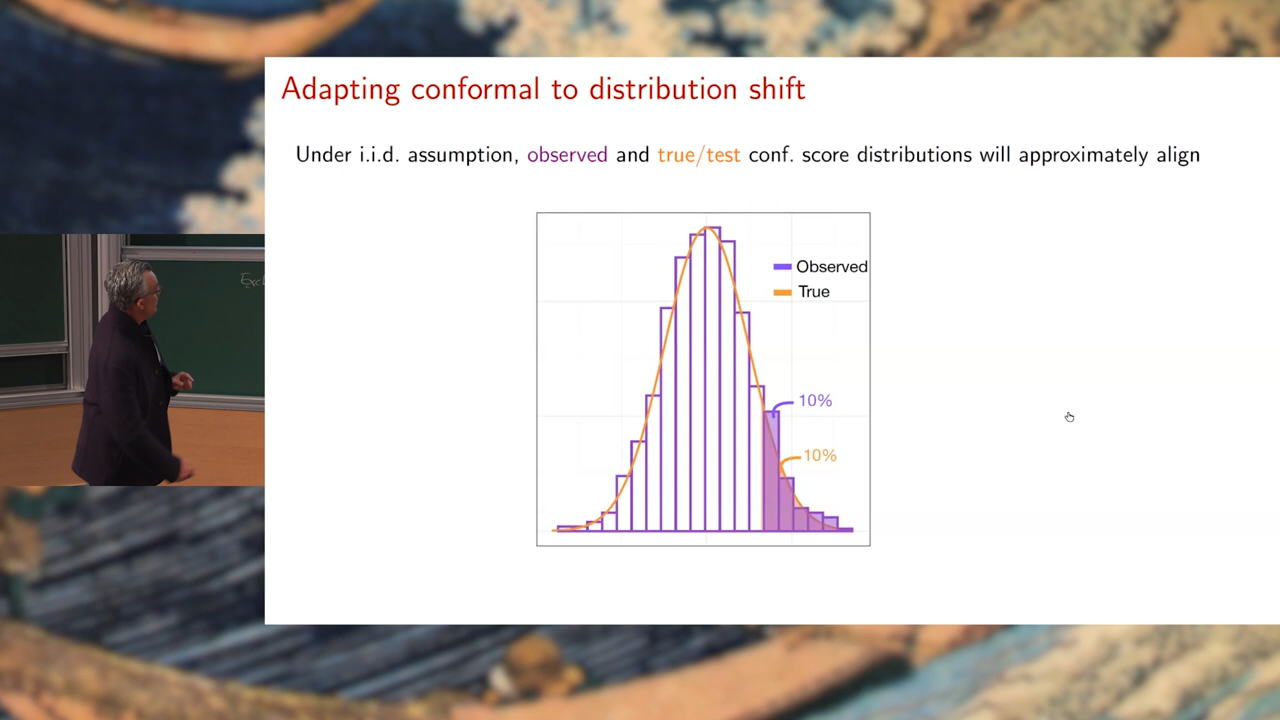 Adapting conformal to distribution shift
Under i.i.d. assumption, observed and true/test conf. score distributions will approximately align
Observed
True
10%
10%